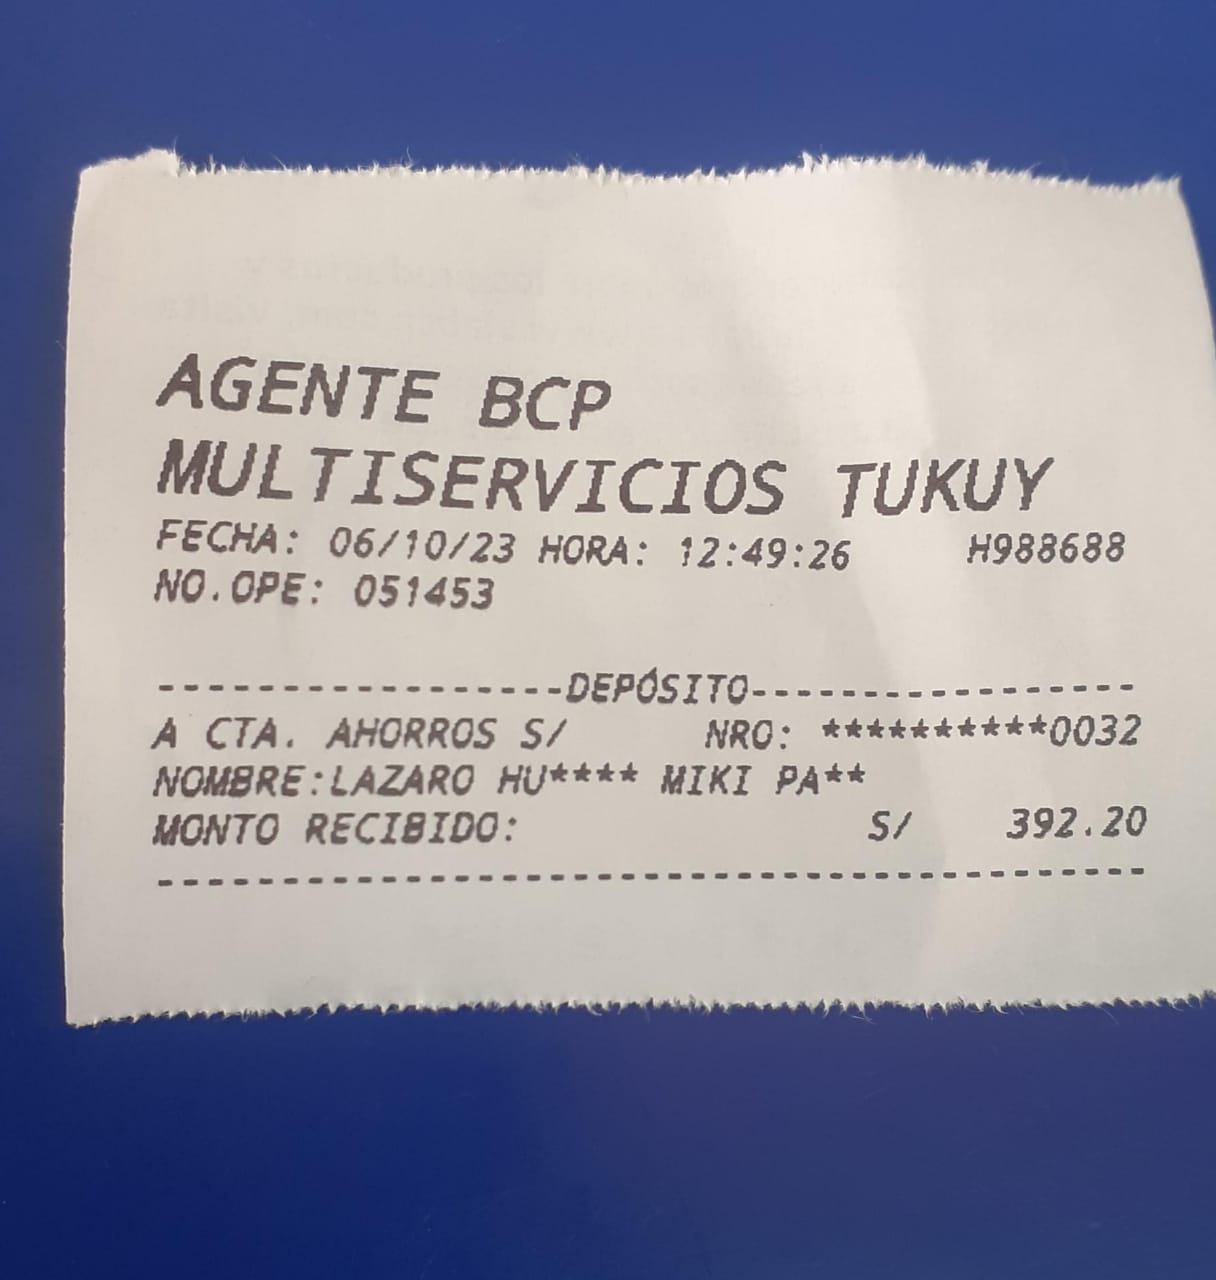 AGENTE BCP
MULTISERVICIOS TUKUY
FECHA: 06/10/23 HORA: 12:49:26 H988688
NO.OPE: 051453
-----------------DEPÓSITO-----------------
A CTA. AHORROS S/ NRO: **********0032
NOMBRE:LAZARO HU**** MIKI PA**
MONTO RECIBIDO: S/ 392.20